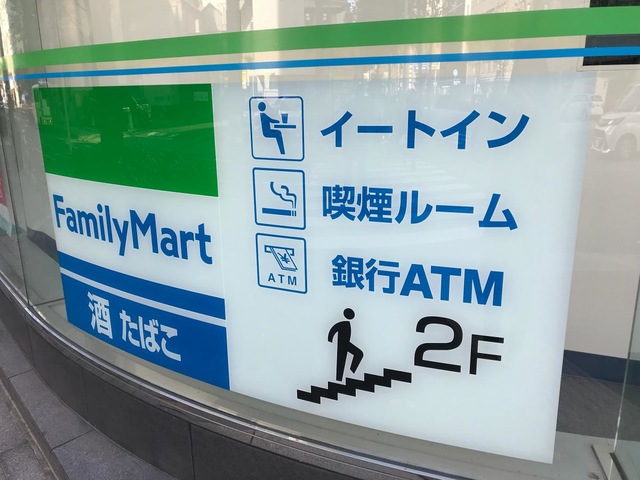 FamilyMart
酒 たばこ
イートイン
喫煙ルーム
ATM
銀行ATM
2F